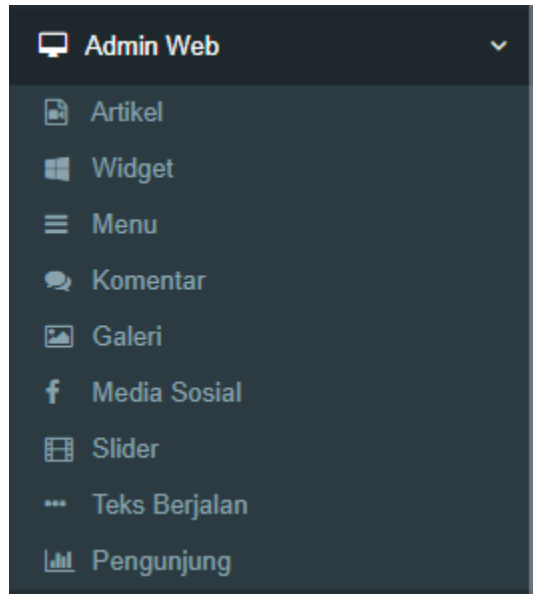 Admin Web
Artikel
Widget
Menu
Komentar
Galeri
Media Sosial
Slider
Teks Berjalan
Pengunjung